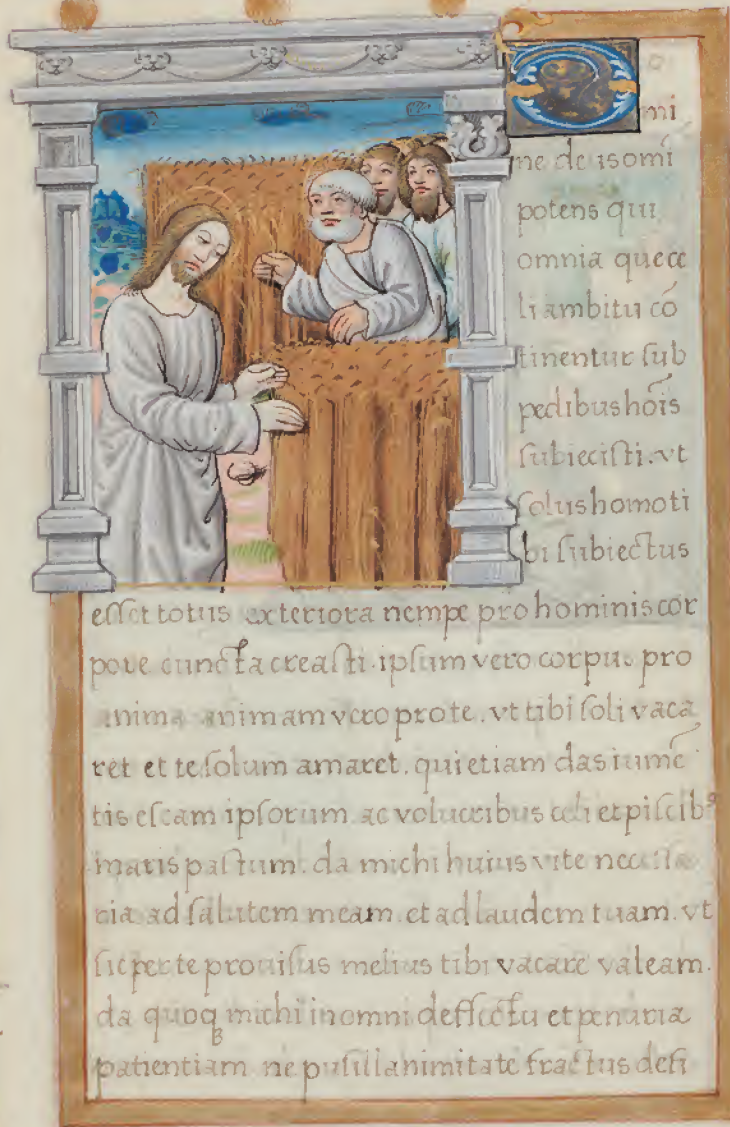 D
mi
ne deus omi
potens qui
omnia que ce
li ambitu cō
tinentur sub
pedibus hoīs
subiecisti. vt
solus homo ti
bi subiectus
esset totus exteriora nempe pro hominis cor
pore cuncta creasti. ipsum vero corpus pro
anima animam vero pro te. vt tibi soli vaca
ret et te solum amaret. qui etiam das iumē
tis escam ipsorum ac volucribus celi et piscibꝰ
maris pastum. da michi huius vite necessa
ria ad salutem meam. et ad laudem tuam. vt
sic per te prouisus melius tibi vacare valeam.
da quoqꝫ michi in omni deffectu et penuria
patientiam ne pusillanimitate fractus defi